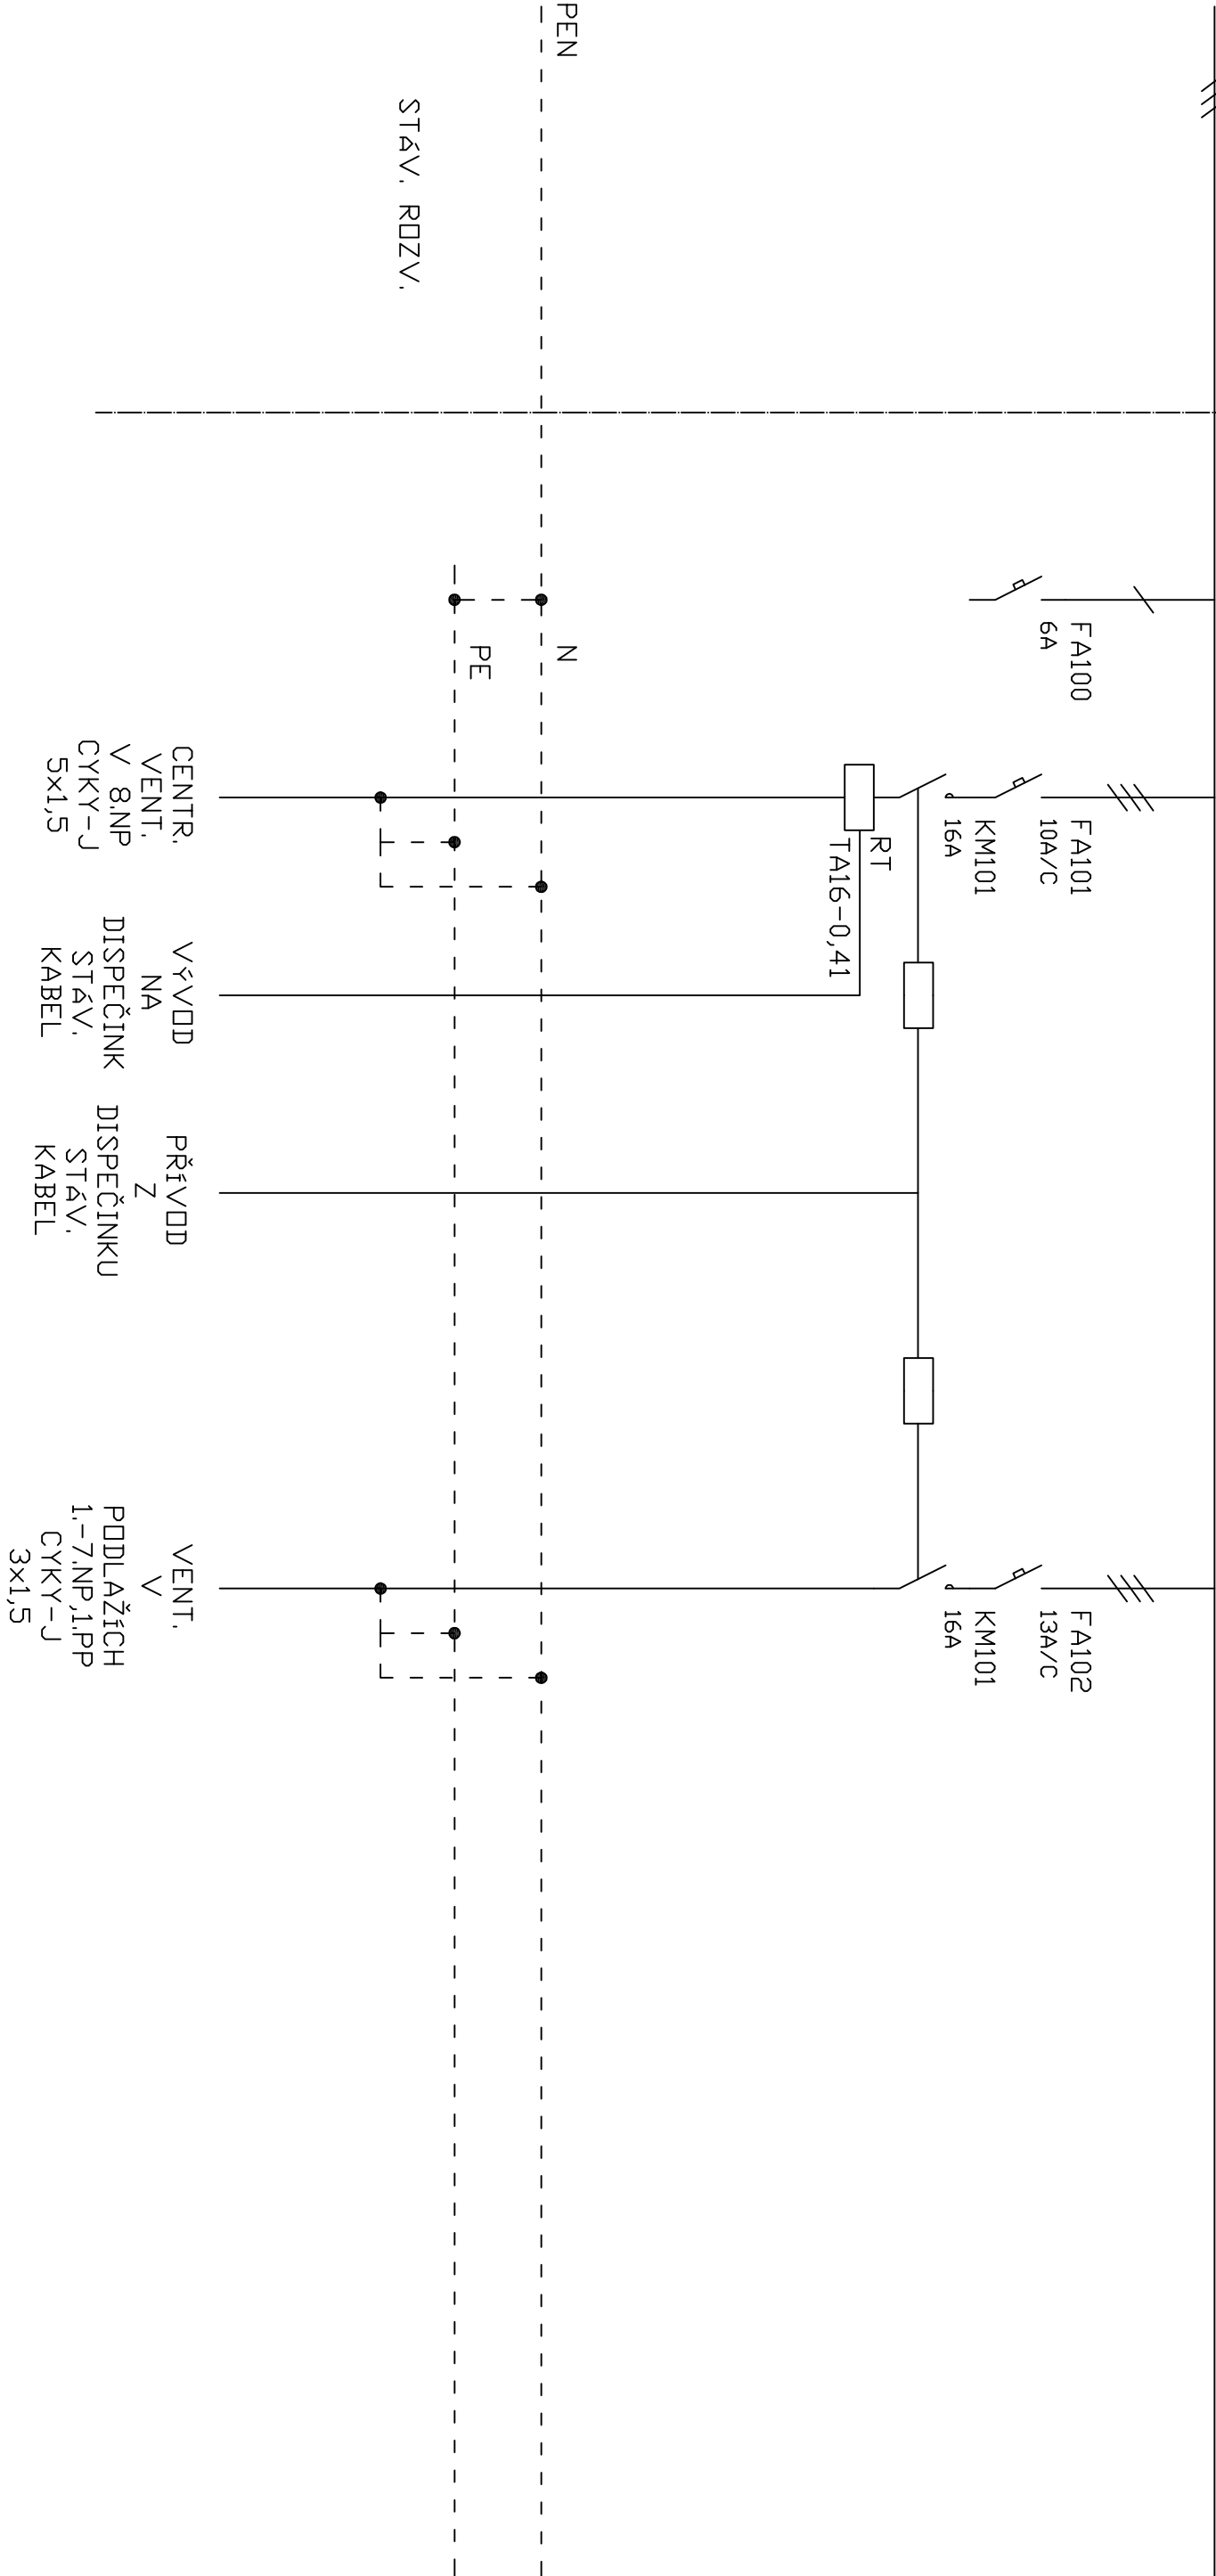 PEN
STÁV. ROZV.
FA100
6A
N
PE
FA101
10A/C
KM101
16A
RT
TA16-0,41
FA102
13A/C
KM101
16A
CENTR.
VENT.
V 8.NP
CYKY-J
5x1,5
VÝVOD
NA
DISPEČINK
STÁV.
KABEL
PŘÍVOD
Z
DISPEČINKU
STÁV.
KABEL
VENT.
V
PODLAŽÍCH
1.-7.NP,1.PP
CYKY-J
3x1,5